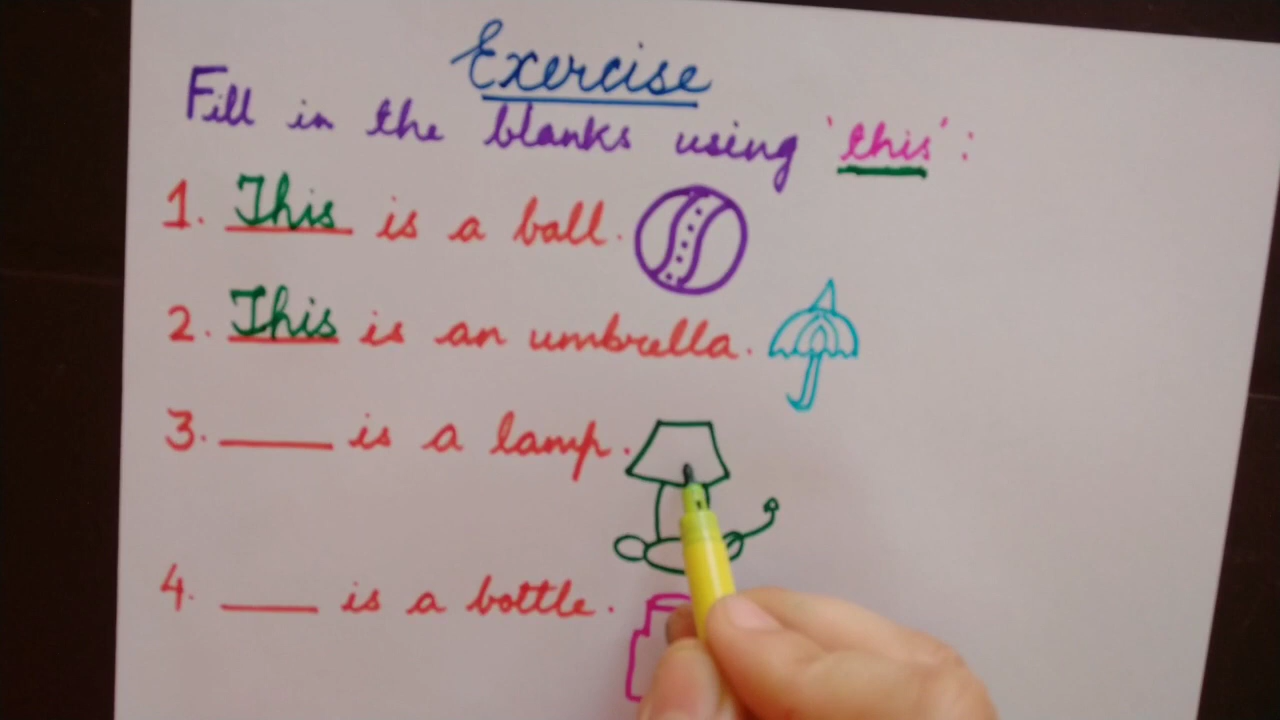 Exercise
Fill in the blanks using 'this':
1. This is a ball.
2. This is an umbrella.
3. ____ is a lamp.
4. ____ is a bottle.